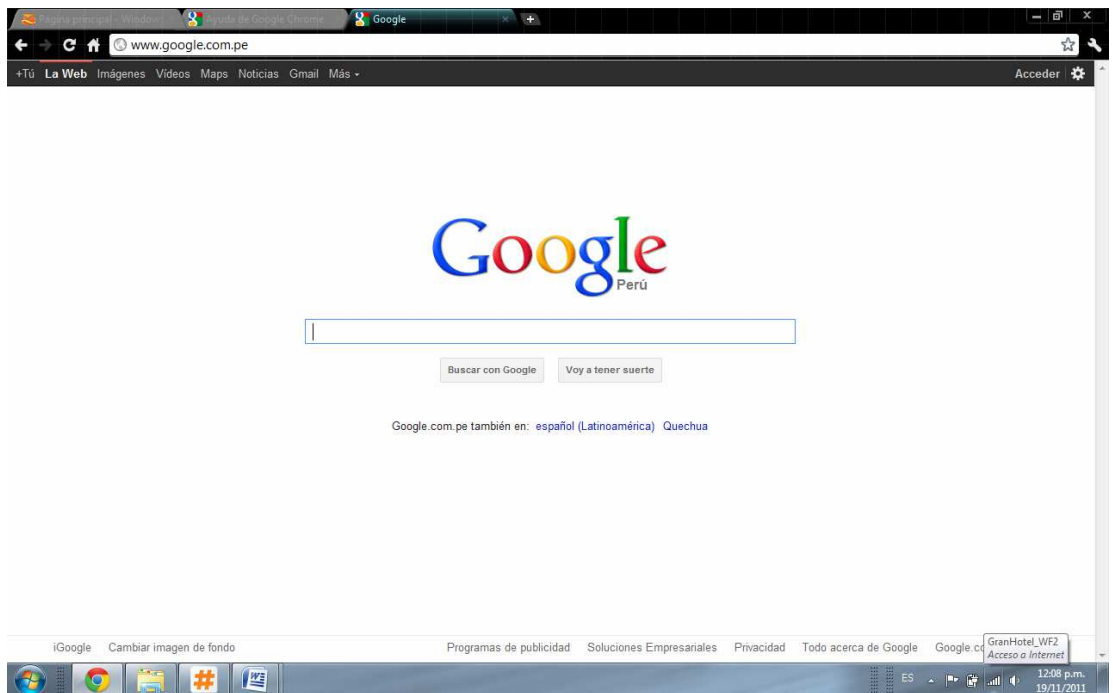 Página principal - Window
Ayuda de Google Chrome
Google
www.google.com.pe
+Tú La Web Imágenes Vídeos Maps Noticias Gmail Más
Acceder
Google
Perú
Buscar con Google
Voy a tener suerte
Google.com.pe también en: español (Latinoamérica) Quechua
iGoogle Cambiar imagen de fondo
Programas de publicidad Soluciones Empresariales Privacidad Todo acerca de Google
GranHotel_WF2
Acceso a Internet
ES
12:08 p.m.
19/11/2011